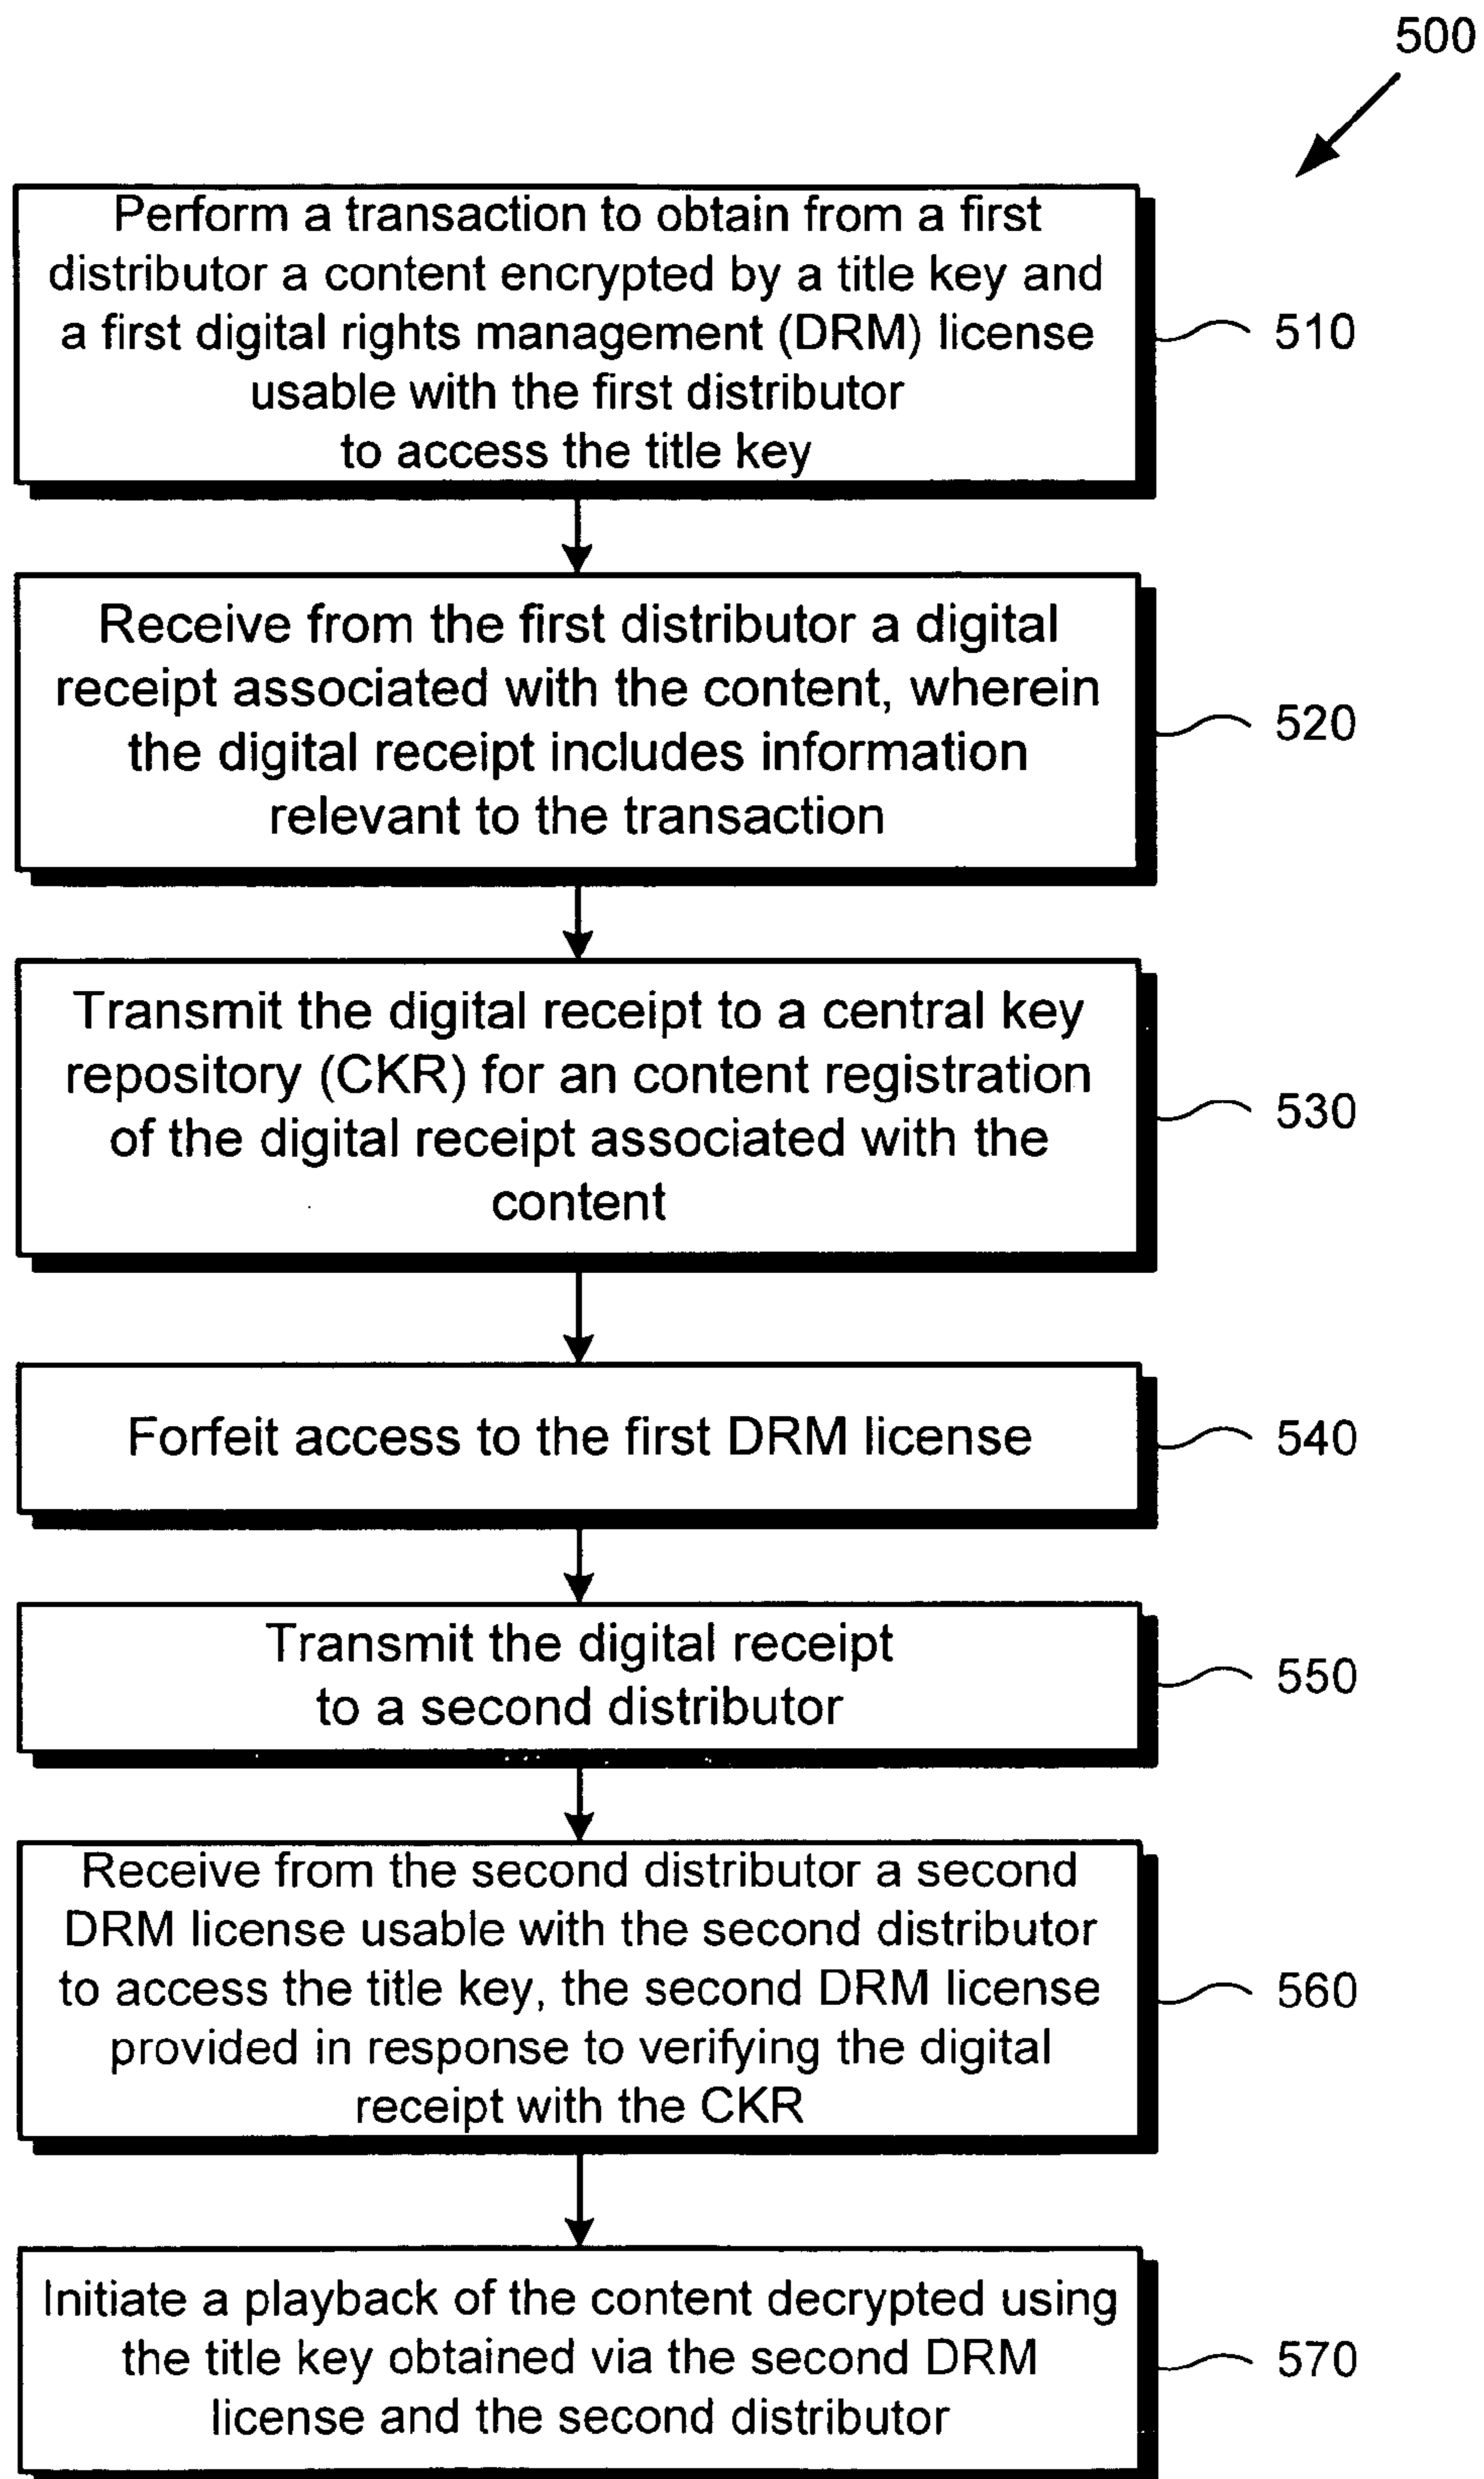 500
Perform a transaction to obtain from a first
distributor a content encrypted by a title key and
a first digital rights management (DRM) license
usable with the first distributor
to access the title key
510
Receive from the first distributor a digital
receipt associated with the content, wherein
the digital receipt includes information
relevant to the transaction
520
Transmit the digital receipt to a central key
repository (CKR) for an content registration
of the digital receipt associated with the
content
530
Forfeit access to the first DRM license
540
Transmit the digital receipt
to a second distributor
550
Receive from the second distributor a second
DRM license usable with the second distributor
to access the title key, the second DRM license
provided in response to verifying the digital
receipt with the CKR
560
Initiate a playback of the content decrypted using
the title key obtained via the second DRM
license and the second distributor
570